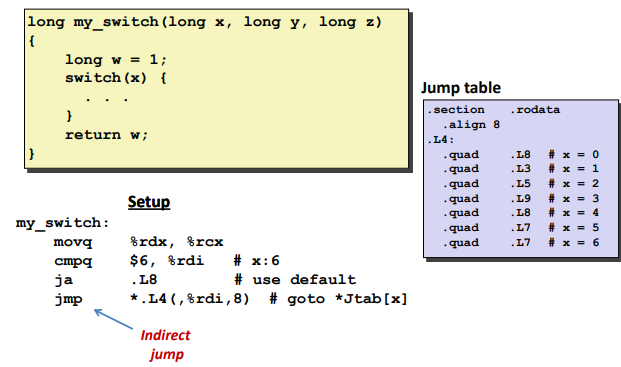 long my_switch(long x, long y, long z)
{
    long w = 1;
    switch(x) {
      . . .
    }
    return w;
}
Jump table
.section   .rodata
  .align 8
.L4:
  .quad    .L8  # x = 0
  .quad    .L3  # x = 1
  .quad    .L5  # x = 2
  .quad    .L9  # x = 3
  .quad    .L8  # x = 4
  .quad    .L7  # x = 5
  .quad    .L7  # x = 6
Setup
my_switch:
    movq    %rdx, %rcx
    cmpq    $6, %rdi   # x:6
    ja      .L8        # use default
    jmp     *.L4(,%rdi,8)  # goto *Jtab[x]
Indirect
jump